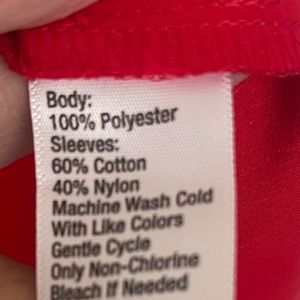 Body:
100% Polyester
Sleeves:
60% Cotton
40% Nylon
Machine Wash Cold
With Like Colors
Gentle Cycle
Only Non-Chlorine
Bleach If Needed